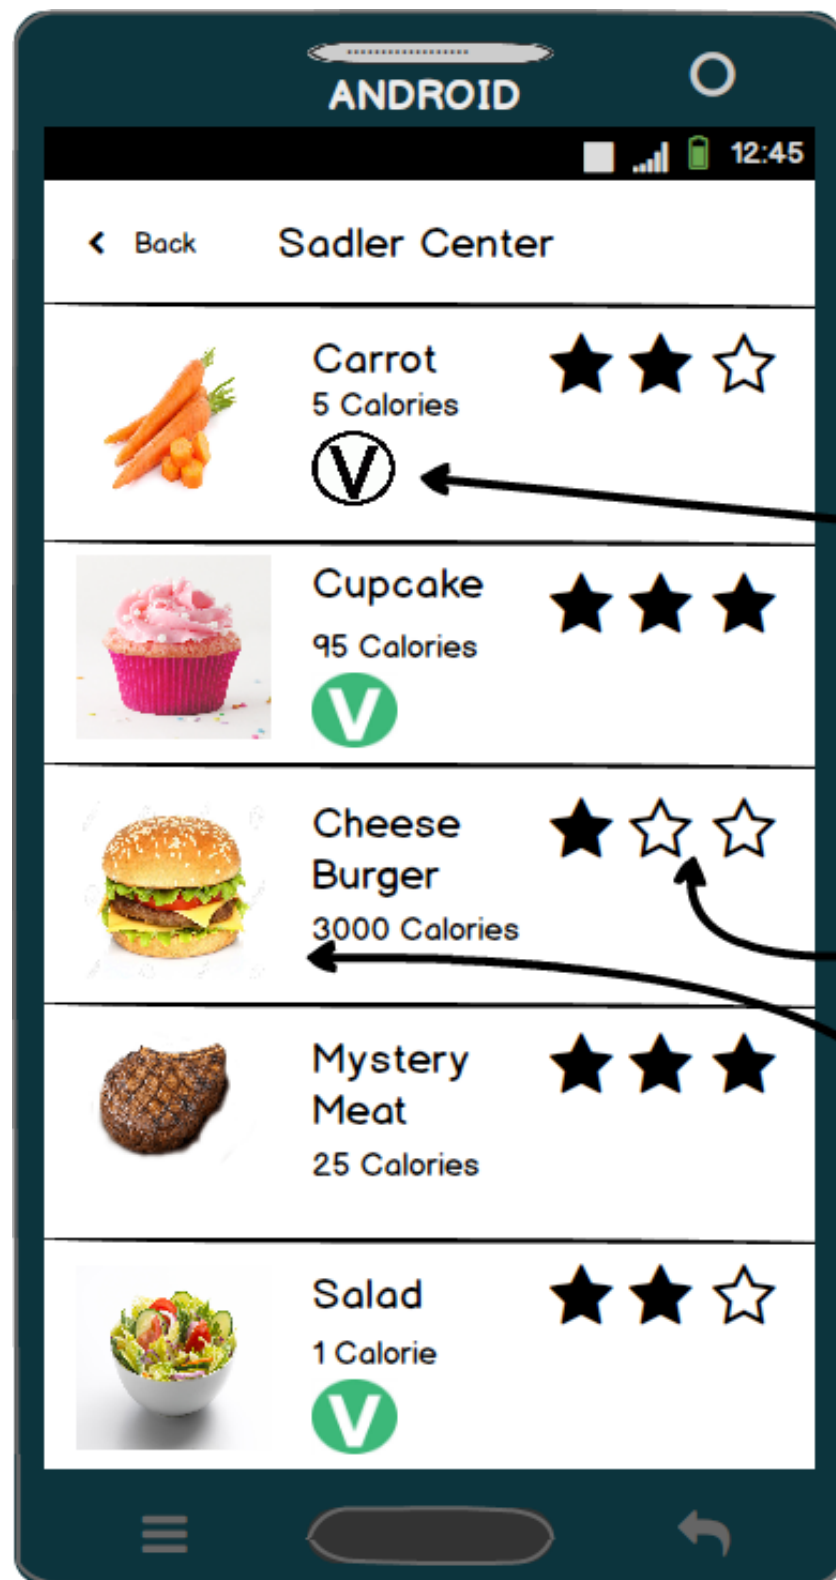 ANDROID
12:45
Back
Sadler Center
Carrot
5 Calories
V
Cupcake
95 Calories
V
Cheese
Burger
3000 Calories
Mystery
Meat
25 Calories
Salad
1 Calorie
V